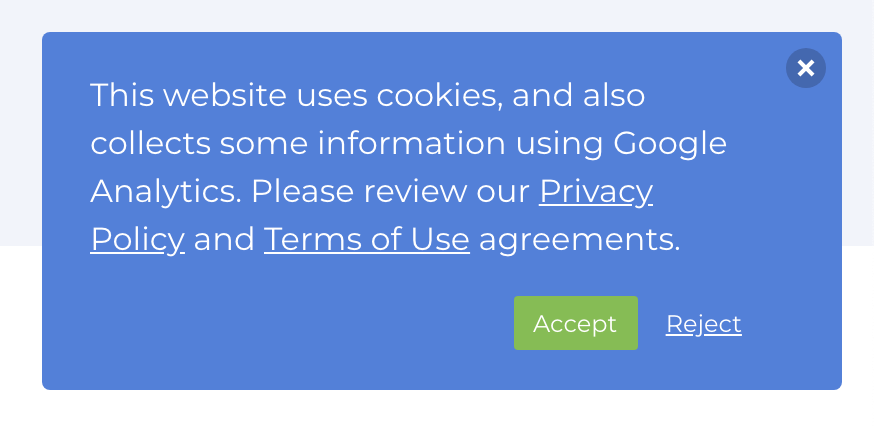 This website uses cookies, and also
collects some information using Google
Analytics. Please review our Privacy
Policy and Terms of Use agreements.
Accept Reject